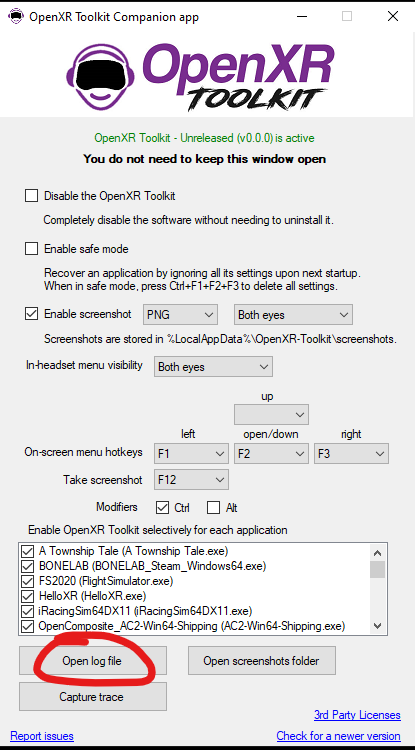 OpenXR Toolkit Companion app
OpenXR
TOOLKIT
OpenXR Toolkit - Unreleased (v0.0.0) is active
You do not need to keep this window open
Disable the OpenXR Toolkit
Completely disable the software without needing to uninstall it.
Enable safe mode
Recover an application by ignoring all its settings upon next startup.
When in safe mode, press Ctrl+F1+F2+F3 to delete all settings.
Enable screenshot PNG Both eyes
Screenshots are stored in %LocalAppData%\OpenXR-Toolkit\screenshots.
In-headset menu visibility Both eyes
up
left open/down right
On-screen menu hotkeys F1 F2 F3
Take screenshot F12
Modifiers Ctrl Alt
Enable OpenXR Toolkit selectively for each application
A Township Tale (A Township Tale.exe)
BONELAB (BONELAB_Steam_Windows64.exe)
FS2020 (FlightSimulator.exe)
HelloXR (HelloXR.exe)
iRacingSim64DX11 (iRacingSim64DX11.exe)
OpenComposite_AC2-Win64-Shipping (AC2-Win64-Shipping.exe)
Open log file Open screenshots folder
Capture trace
3rd Party Licenses
Report issues Check for a newer version